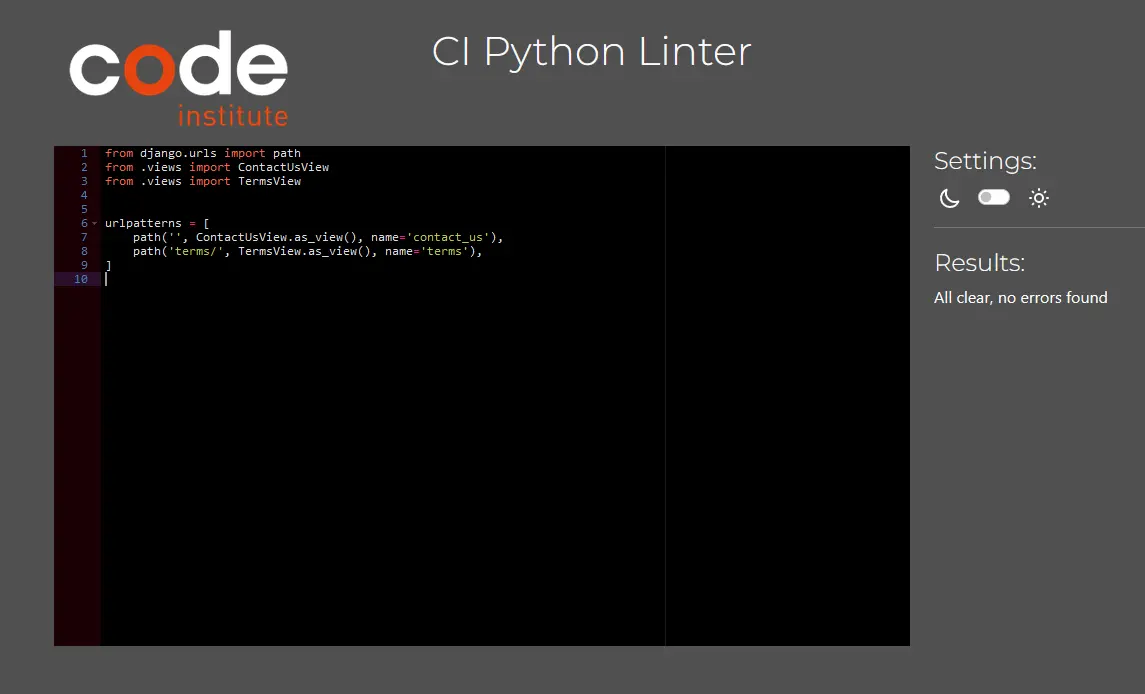 code
institute
CI Python Linter
1 from django.urls import path
2 from .views import ContactUsView
3 from .views import TermsView
4
5
6 urlpatterns = [
7     path('', ContactUsView.as_view(), name='contact_us'),
8     path('terms/', TermsView.as_view(), name='terms'),
9 ]
10
Settings:
Results:
All clear, no errors found